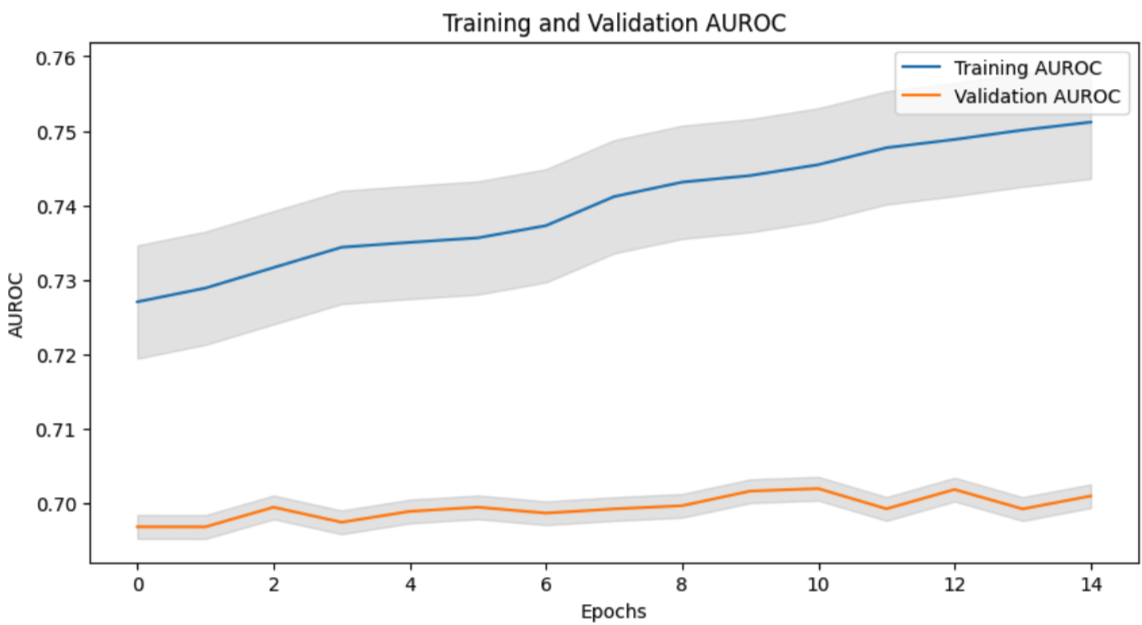 Training and Validation AUROC
Training AUROC
Validation AUROC
AUROC
0.76
0.75
0.74
0.73
0.72
0.71
0.70
0 2 4 6 8 10 12 14
Epochs